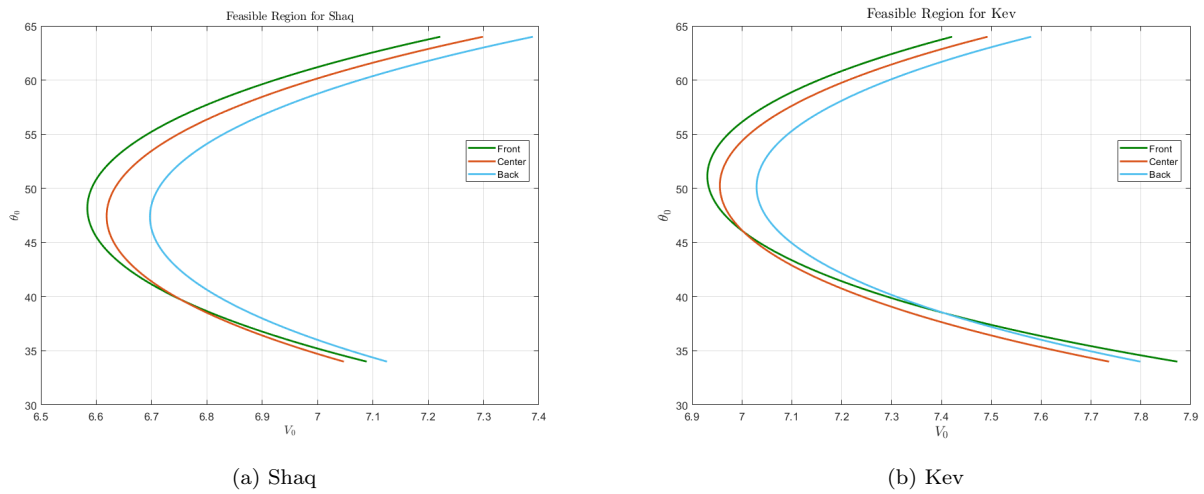 Feasible Region for Shaq
65
60
55
50
45
40
35
30
θ₀
Front
Center
Back
6.5 6.6 6.7 6.8 6.9 7 7.1 7.2 7.3 7.4
V₀
(a) Shaq
Feasible Region for Kev
65
60
55
50
45
40
35
30
θ₀
Front
Center
Back
6.9 7 7.1 7.2 7.3 7.4 7.5 7.6 7.7 7.8 7.9
V₀
(b) Kev